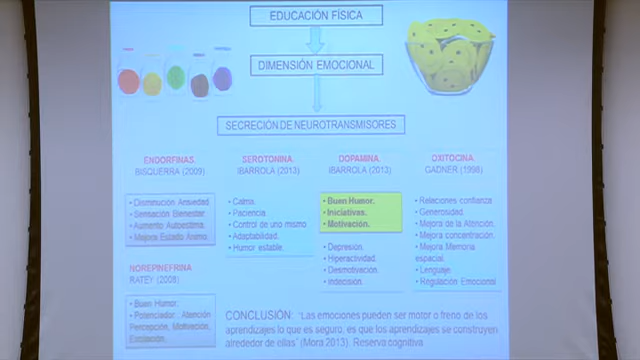 EDUCACIÓN FÍSICA
DIMENSIÓN EMOCIONAL
SECRECIÓN DE NEUROTRANSMISORES
ENDORFINAS
BISQUERRA (2009)
• Disminución Ansiedad
• Sensación Bienestar
• Aumento Autoestima.
• Mejora Estado Ánimo.
SEROTONINA
IBARROLA (2013)
• Calma.
• Paciencia
• Control de uno mismo
• Adaptabilidad.
• Humor estable.
DOPAMINA
IBARROLA (2013)
• Buen Humor.
• Iniciativas.
• Motivación.
• Depresión.
• Hiperactividad.
• Desmotivación.
• Indecisión.
OXITOCINA
GADNER (1998)
• Relaciones confianza
• Generosidad.
• Mejora de la Atención.
• Mejora concentración.
• Mejora Memoria
espacial.
• Lenguaje.
• Regulación Emocional
NOREPINEFRINA
RATEY (2008)
• Buen Humor.
• Potenciador: Atención
Percepción, Motivación,
CONCLUSIÓN: “Las emociones pueden ser motor o freno de los
aprendizajes lo que es seguro, es que los aprendizajes se construyen
alrededor de ellas” (Mora 2013). Reserva cognitiva